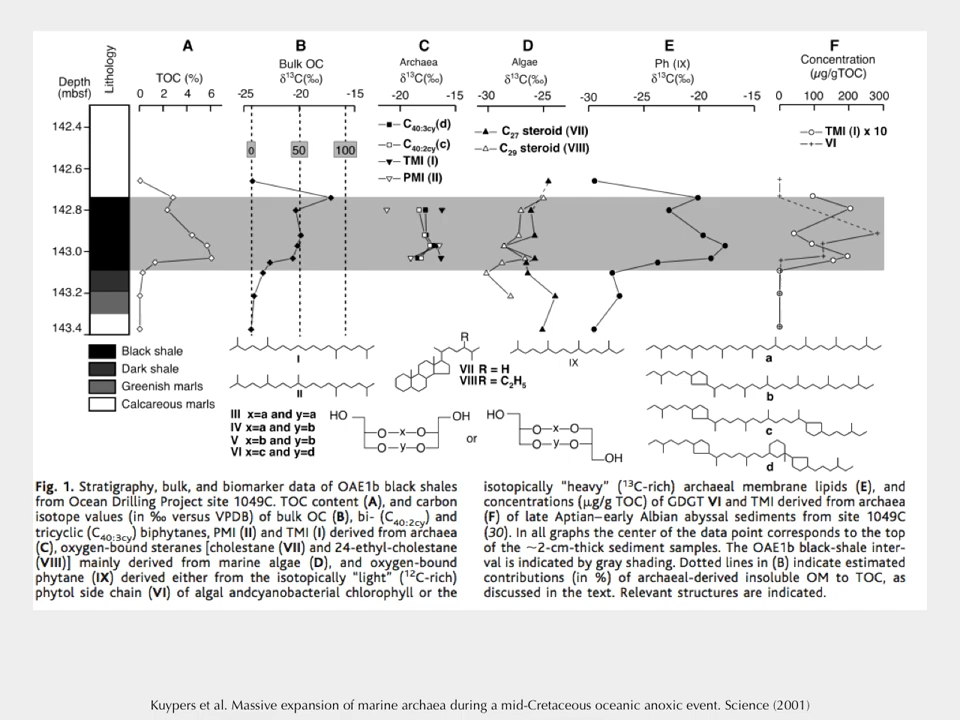 A B C D E F
Lithology
Depth
(mbsf)
TOC (%)
Bulk OC
δ¹³C(‰)
Archaea
δ¹³C(‰)
Algae
δ¹³C(‰)
Ph (IX)
δ¹³C(‰)
Concentration
(µg/gTOC)
0 2 4 6
-25 -20 -15
-20 -15
-30 -25
-30 -25 -20 -15
0 100 200 300
142.4
142.6
142.8
143.0
143.2
143.4
0 50 100
C40:3cy(d)
C40:2cy(c)
TMI (I)
PMI (II)
C27 steroid (VII)
C29 steroid (VIII)
TMI (I) x 10
VI
Black shale
Dark shale
Greenish marls
Calcareous marls
I
II
III x=a and y=a
IV x=a and y=b
V x=b and y=b
VI x=c and y=d
R
VII R = H
VIII R = C2H5
IX
HO
O-x-O
O-y-O
OH
or
HO
O-x-O
O-y-O
OH
a
b
c
d
Fig. 1. Stratigraphy, bulk, and biomarker data of OAE1b black shales
from Ocean Drilling Project site 1049C. TOC content (A), and carbon
isotope values (in ‰ versus VPDB) of bulk OC (B), bi- (C40:2cy) and
tricyclic (C40:3cy) biphytanes, PMI (II) and TMI (I) derived from archaea
(C), oxygen-bound steranes [cholestane (VII) and 24-ethyl-cholestane
(VIII)] mainly derived from marine algae (D), and oxygen-bound
phytane (IX) derived either from the isotopically "light" (¹²C-rich)
phytol side chain (VI) of algal andcyanobacterial chlorophyll or the
isotopically "heavy" (¹³C-rich) archaeal membrane lipids (E), and
concentrations (µg/g TOC) of GDGT VI and TMI derived from archaea
(F) of late Aptian–early Albian abyssal sediments from site 1049C
(30). In all graphs the center of the data point corresponds to the top
of the ~2-cm-thick sediment samples. The OAE1b black-shale inter-
val is indicated by gray shading. Dotted lines in (B) indicate estimated
contributions (in %) of archaeal-derived insoluble OM to TOC, as
discussed in the text. Relevant structures are indicated.
Kuypers et al. Massive expansion of marine archaea during a mid-Cretaceous oceanic anoxic event. Science (2001)